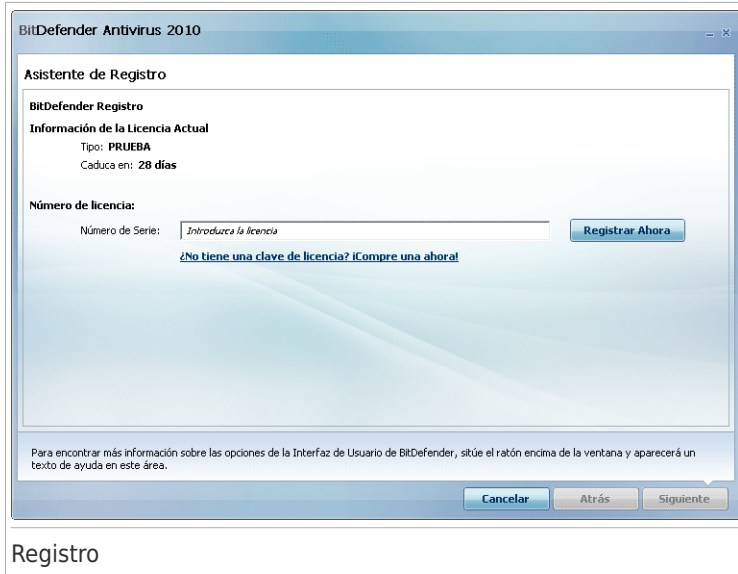 BitDefender Antivirus 2010
Asistente de Registro
BitDefender Registro
Información de la Licencia Actual
Tipo: PRUEBA
Caduca en: 28 días
Número de licencia:
Número de Serie: Introduzca la licencia Registrar Ahora
¿No tiene una clave de licencia? ¡Compre una ahora!
Para encontrar más información sobre las opciones de la Interfaz de Usuario de BitDefender, sitúe el ratón encima de la ventana y aparecerá un
texto de ayuda en este área.
Cancelar Atrás Siguiente
Registro